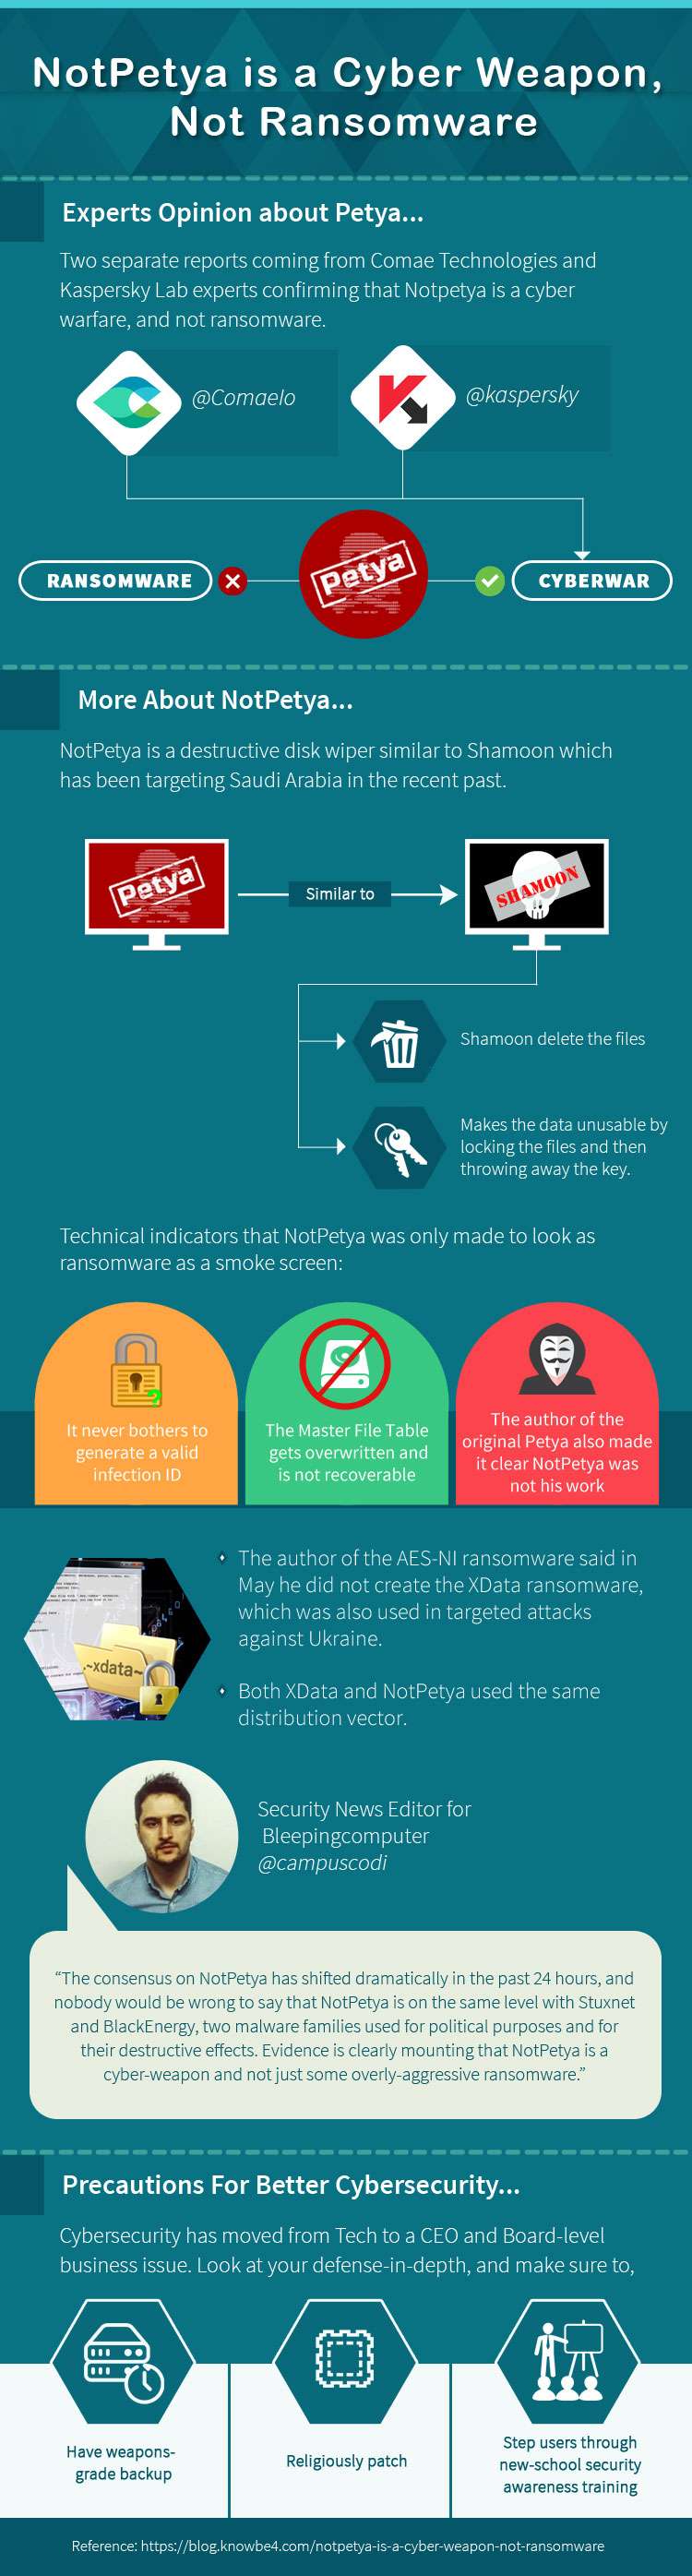 NotPetya is a Cyber Weapon,
Not Ransomware
Experts Opinion about Petya...
Two separate reports coming from Comae Technologies and
Kaspersky Lab experts confirming that Notpetya is a cyber
warfare, and not ransomware.
@ComaeIo
@kaspersky
RANSOMWARE
Petya
CYBERWAR
More About NotPetya...
NotPetya is a destructive disk wiper similar to Shamoon which
has been targeting Saudi Arabia in the recent past.
Petya
Similar to
SHAMOON
Shamoon delete the files
Makes the data unusable by
locking the files and then
throwing away the key.
Technical indicators that NotPetya was only made to look as
ransomware as a smoke screen:
It never bothers to
generate a valid
infection ID
The Master File Table
gets overwritten and
is not recoverable
The author of the
original Petya also made
it clear NotPetya was
not his work
~xdata~
The author of the AES-NI ransomware said in
May he did not create the XData ransomware,
which was also used in targeted attacks
against Ukraine.
Both XData and NotPetya used the same
distribution vector.
Security News Editor for
Bleepingcomputer
@campuscodi
“The consensus on NotPetya has shifted dramatically in the past 24 hours, and
nobody would be wrong to say that NotPetya is on the same level with Stuxnet
and BlackEnergy, two malware families used for political purposes and for
their destructive effects. Evidence is clearly mounting that NotPetya is a
cyber-weapon and not just some overly-aggressive ransomware.”
Precautions For Better Cybersecurity...
Cybersecurity has moved from Tech to a CEO and Board-level
business issue. Look at your defense-in-depth, and make sure to,
Have weapons-
grade backup
Religiously patch
Step users through
new-school security
awareness training
Reference: https://blog.knowbe4.com/notpetya-is-a-cyber-weapon-not-ransomware